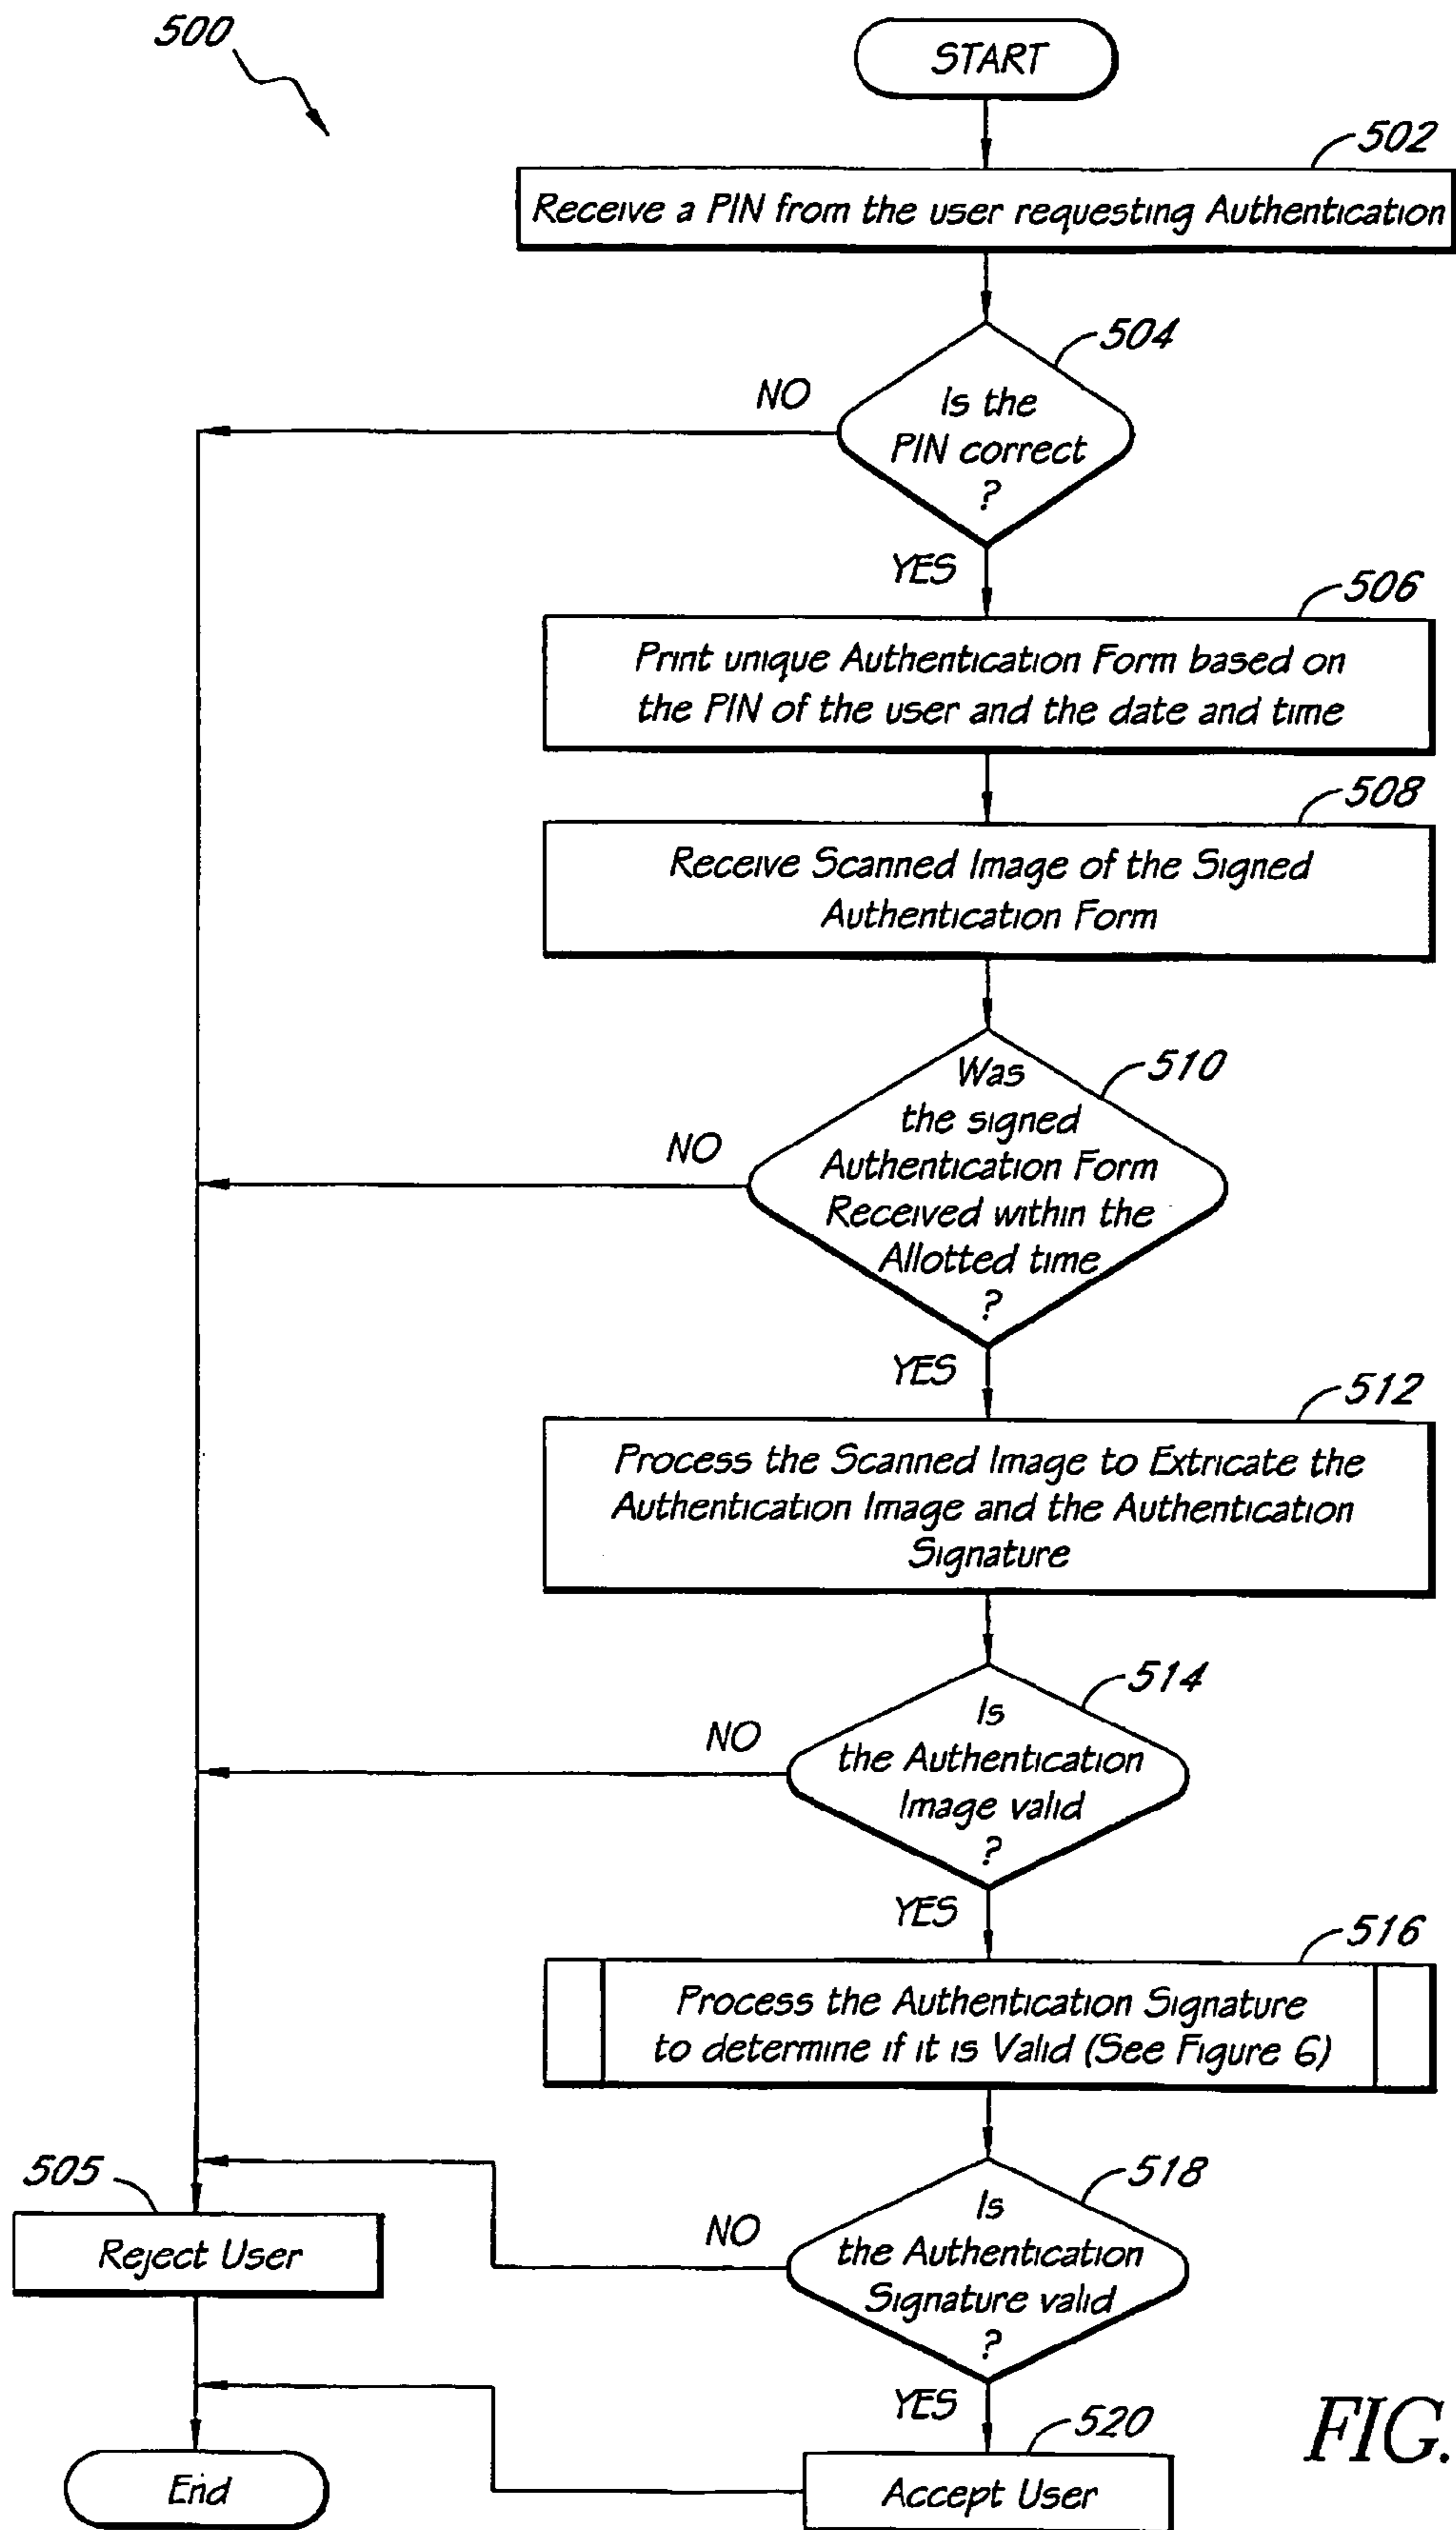 500
START
502
Receive a PIN from the user requesting Authentication
504
NO
Is the
PIN correct
?
YES
506
Print unique Authentication Form based on
the PIN of the user and the date and time
508
Receive Scanned Image of the Signed
Authentication Form
510
NO
Was
the signed
Authentication Form
Received within the
Allotted time
?
YES
512
Process the Scanned Image to Extricate the
Authentication Image and the Authentication
Signature
514
NO
Is
the Authentication
Image valid
?
YES
516
Process the Authentication Signature
to determine if it is Valid (See Figure 6)
505
Reject User
518
NO
Is
the Authentication
Signature valid
?
YES
520
Accept User
End
FIG.